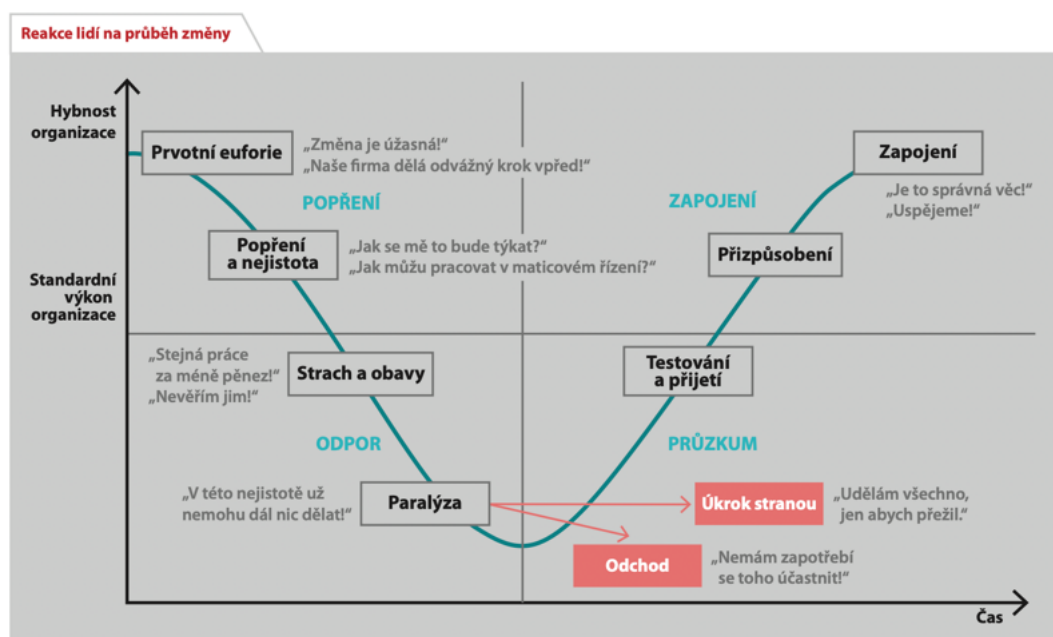 Reakce lidí na průběh změny
Hybnost
organizace
Prvotní euforie
„Změna je úžasná!“
„Naše firma dělá odvážný krok vpřed!“
Zapojení
„Je to správná věc!“
„Uspějeme!“
POPŘENÍ
ZAPOJENÍ
Popření
a nejistota
„Jak se mě to bude týkat?“
„Jak můžu pracovat v maticovém řízení?“
Přizpůsobení
Standardní
výkon
organizace
„Stejná práce
za méně pěnez!“
„Nevěřím jim!“
Strach a obavy
Testování
a přijetí
ODPOR
PRŮZKUM
„V této nejistotě už
nemohu dál nic dělat!“
Paralýza
Úkrok stranou
„Udělám všechno,
jen abych přežil.“
Odchod
„Nemám zapotřebí
se toho účastnit!“
Čas